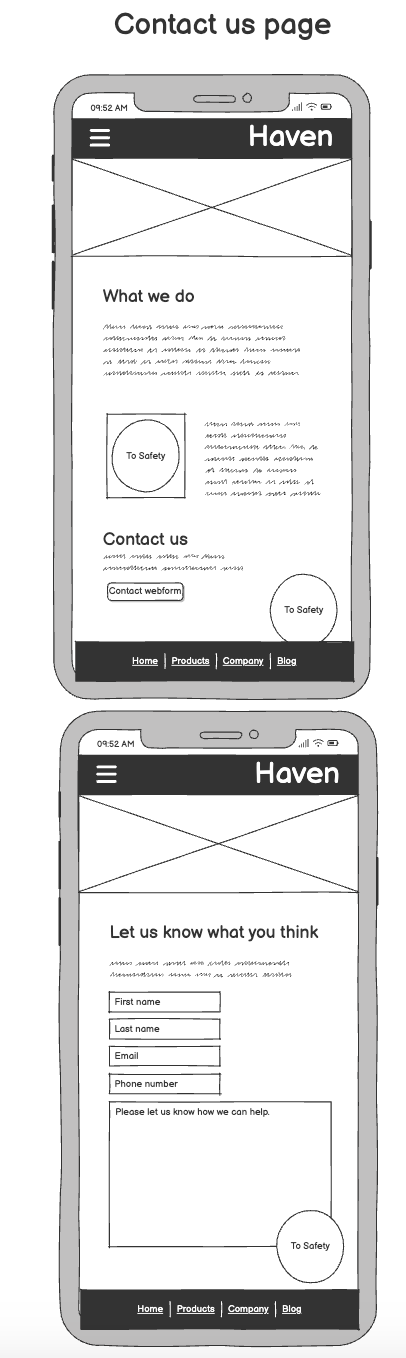 Contact us page
09:52 AM
Haven
What we do
To Safety
Contact us
Contact webform
To Safety
Home Products Company Blog
09:52 AM
Haven
Let us know what you think
First name
Last name
Email
Phone number
Please let us know how we can help.
To Safety
Home Products Company Blog